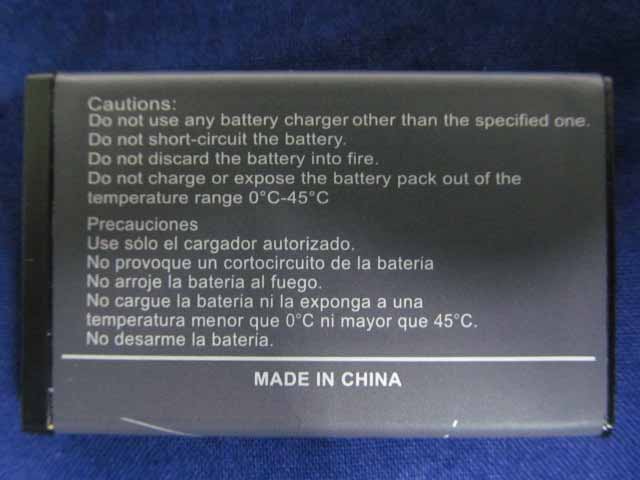 Cautions:
Do not use any battery charger other than the specified one.
Do not short-circuit the battery.
Do not discard the battery into fire.
Do not charge or expose the battery pack out of the
temperature range 0°C-45°C
Precauciones
Use sólo el cargador autorizado.
No provoque un cortocircuito de la batería
No arroje la batería al fuego.
No cargue la batería ni la exponga a una
temperatura menor que 0°C ni mayor que 45°C.
No desarme la batería.
MADE IN CHINA